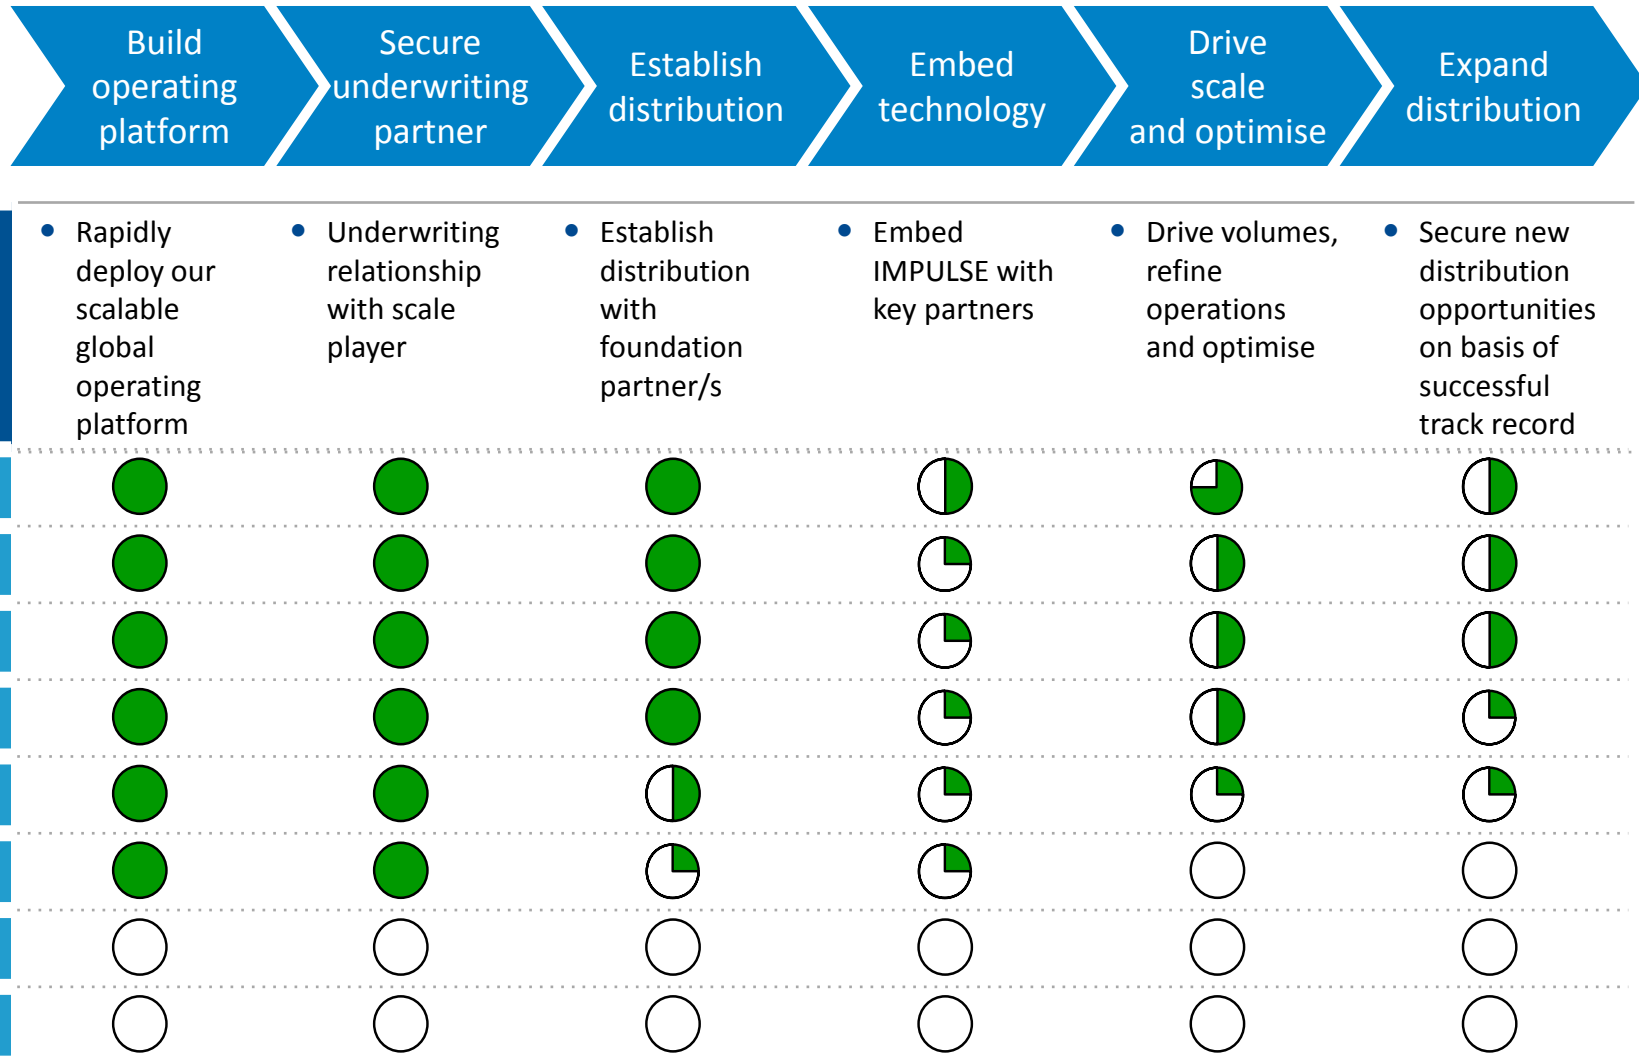 Build
operating
platform
Secure
underwriting
partner
Establish
distribution
Embed
technology
Drive
scale
and optimise
Expand
distribution
• Rapidly
deploy our
scalable
global
operating
platform
• Underwriting
relationship
with scale
player
• Establish
distribution
with
foundation
partner/s
• Embed
IMPULSE with
key partners
• Drive volumes,
refine
operations
and optimise
• Secure new
distribution
opportunities
on basis of
successful
track record